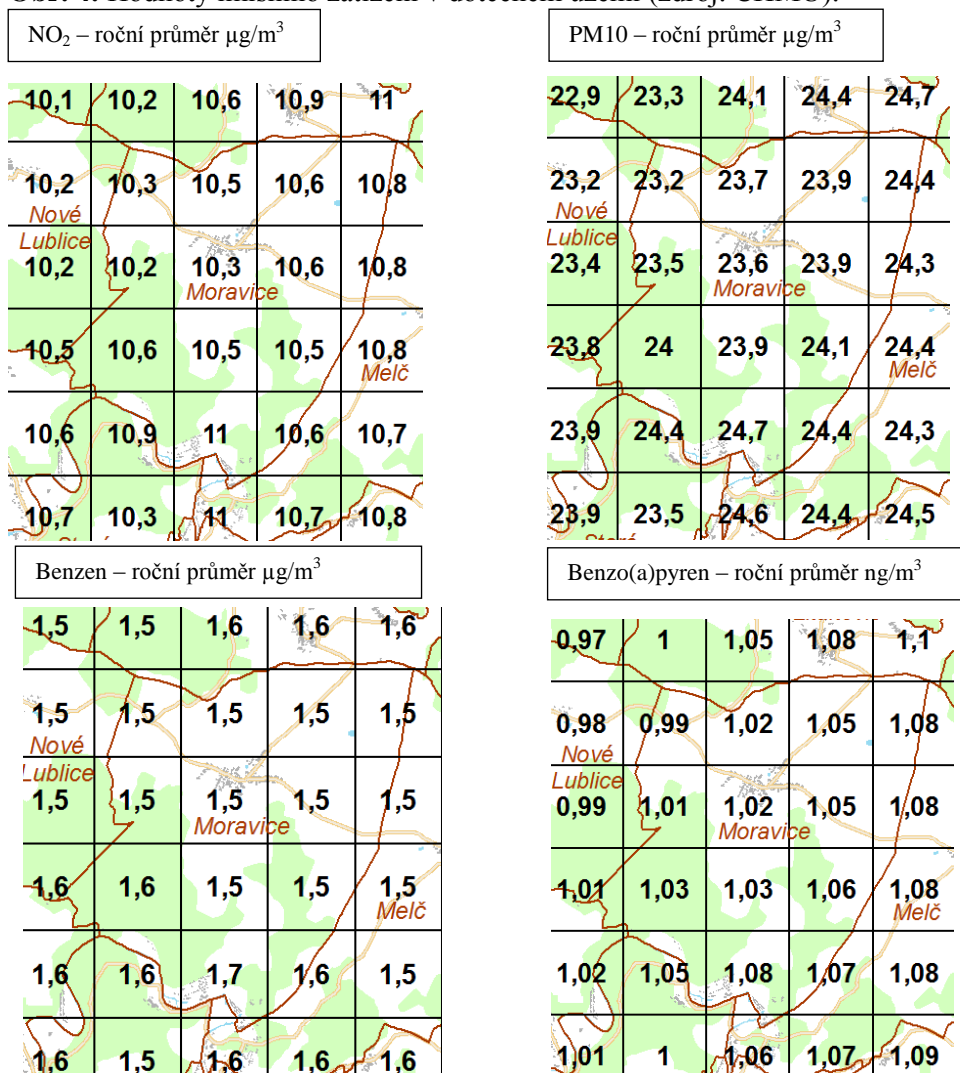 Hodnoty imisního zatížení v dotčeném území (zdroj: ČHMÚ).
NO₂ – roční průměr µg/m³
10,1 10,2 10,6 10,9 11
10,2 10,3 10,5 10,6 10,8
Nové
Lublice
10,2 10,2 10,3 10,6 10,8
Moravice
10,5 10,6 10,5 10,5 10,8
Melč
10,6 10,9 11 10,6 10,7
10,7 10,3 11 10,7 10,8
PM10 – roční průměr µg/m³
22,9 23,3 24,1 24,4 24,7
23,2 23,2 23,7 23,9 24,4
Nové
Lublice
23,4 23,5 23,6 23,9 24,3
Moravice
23,8 24 23,9 24,1 24,4
Melč
23,9 24,4 24,7 24,4 24,3
23,9 23,5 24,6 24,4 24,5
Benzen – roční průměr µg/m³
1,5 1,5 1,6 1,6 1,6
1,5 1,5 1,5 1,5 1,5
Nové
Lublice
1,5 1,5 1,5 1,5 1,5
Moravice
1,6 1,6 1,5 1,5 1,5
Melč
1,6 1,6 1,7 1,6 1,5
1,6 1,5 1,6 1,6 1,6
Benzo(a)pyren – roční průměr ng/m³
0,97 1 1,05 1,08 1,1
0,98 0,99 1,02 1,05 1,08
Nové
Lublice
0,99 1,01 1,02 1,05 1,08
Moravice
1,01 1,03 1,03 1,06 1,08
Melč
1,02 1,05 1,08 1,07 1,08
1,01 1 1,06 1,07 1,09